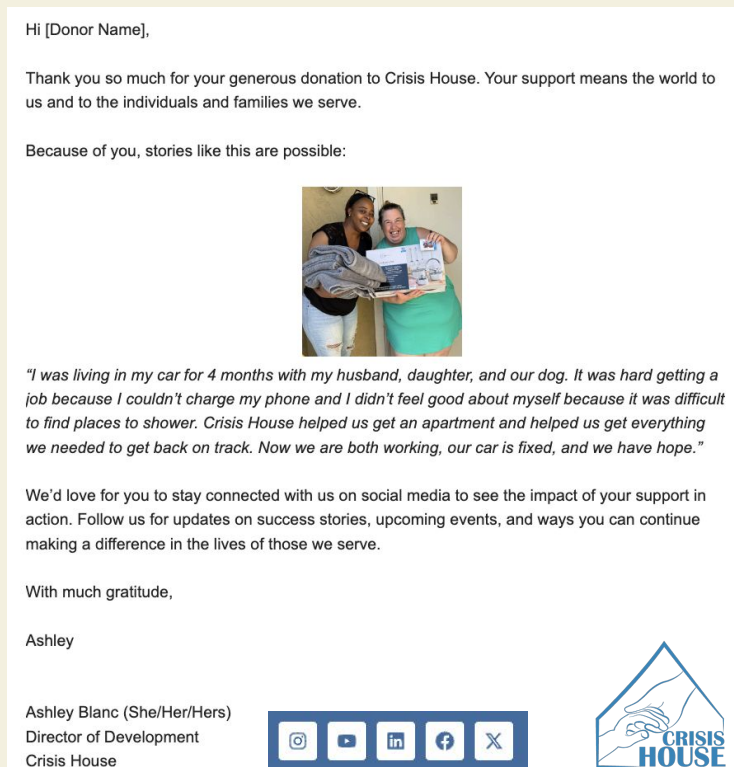 Hi [Donor Name],
Thank you so much for your generous donation to Crisis House. Your support means the world to
us and to the individuals and families we serve.
Because of you, stories like this are possible:
“I was living in my car for 4 months with my husband, daughter, and our dog. It was hard getting a
job because I couldn’t charge my phone and I didn’t feel good about myself because it was difficult
to find places to shower. Crisis House helped us get an apartment and helped us get everything
we needed to get back on track. Now we are both working, our car is fixed, and we have hope.”
We’d love for you to stay connected with us on social media to see the impact of your support in
action. Follow us for updates on success stories, upcoming events, and ways you can continue
making a difference in the lives of those we serve.
With much gratitude,
Ashley
Ashley Blanc (She/Her/Hers)
Director of Development
Crisis House
CRISIS
HOUSE